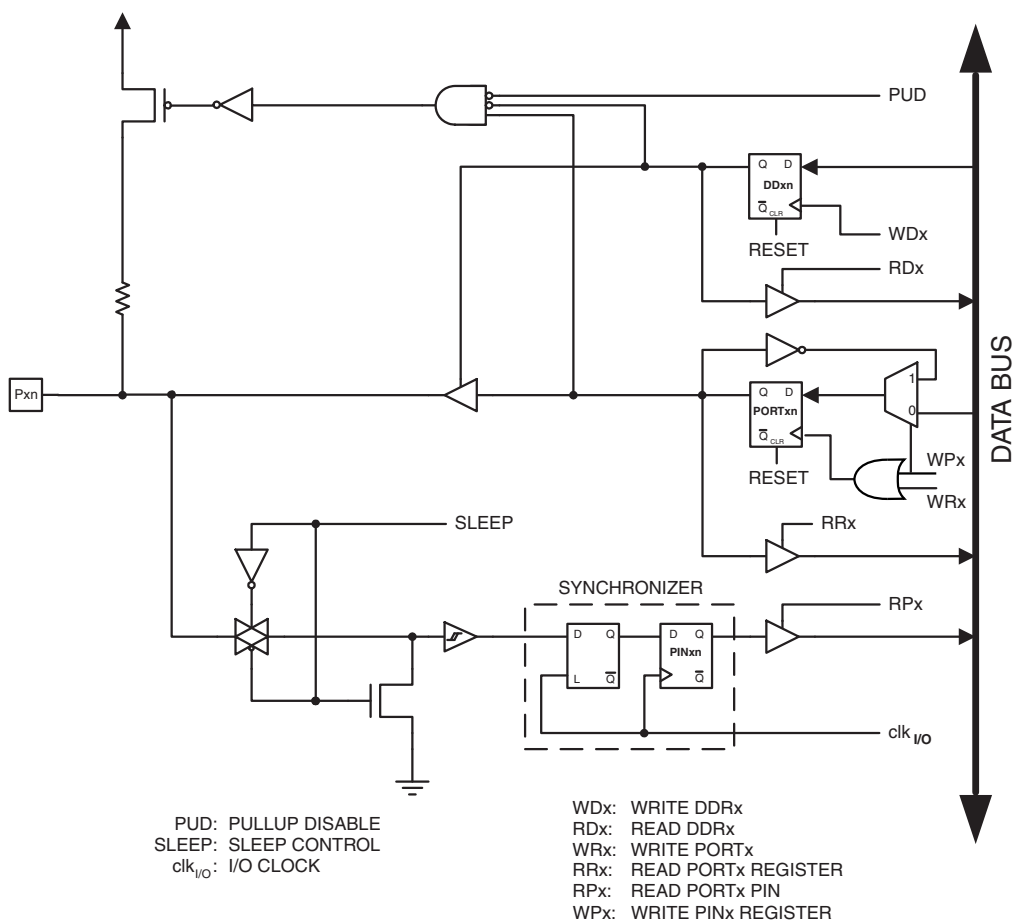 PUD
Q D
DDxn
Q CLR
WDx
RESET
RDx
1
Pxn
Q D
0
PORTxn
Q CLR
DATA BUS
WPx
RESET
WRx
SLEEP
RRx
SYNCHRONIZER
RPx
D Q
D Q
PINxn
L Q
Q
clk I/O
PUD: PULLUP DISABLE
SLEEP: SLEEP CONTROL
clkI/O: I/O CLOCK
WDx: WRITE DDRx
RDx: READ DDRx
WRx: WRITE PORTx
RRx: READ PORTx REGISTER
RPx: READ PORTx PIN
WPx: WRITE PINx REGISTER